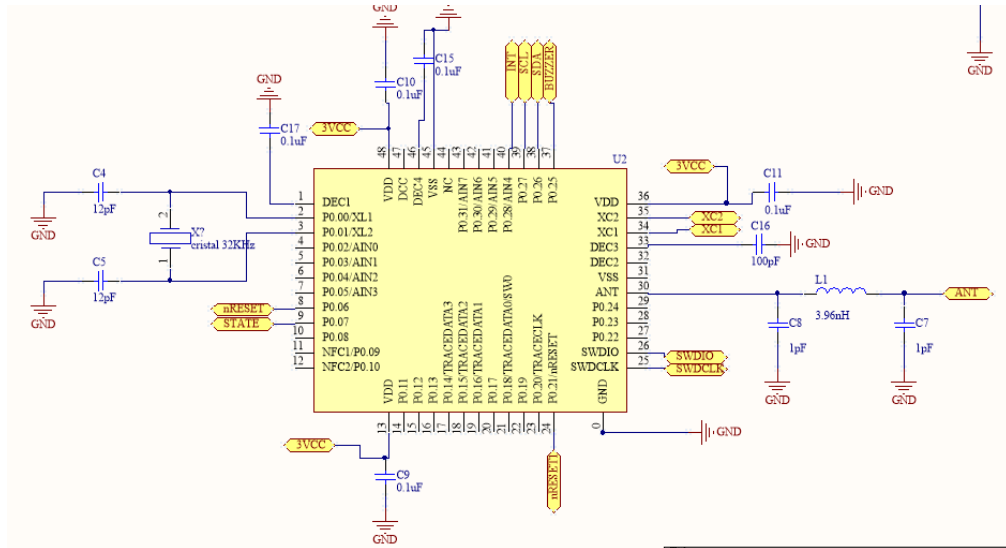 GND
GND
C10
0.1uF
C15
0.1uF
INT
SCL
SDA
BUZZER
GND
C17
0.1uF
3VCC
48
47
46
45
44
43
42
41
40
39
38
37
U2
VDD
DCC
DEC4
VSS
NC
P0.31/AIN7
P0.30/AIN6
P0.29/AIN5
P0.28/AIN4
P0.27
P0.26
P0.25
3VCC
C11
0.1uF
GND
C4
12pF
GND
X?
cristal 32KHz
2
1
C5
12pF
GND
1 DEC1
2 P0.00/XL1
3 P0.01/XL2
4 P0.02/AIN0
5 P0.03/AIN1
6 P0.04/AIN2
7 P0.05/AIN3
nRESET 8 P0.06
STATE 9 P0.07
10 P0.08
11 NFC1/P0.09
12 NFC2/P0.10
VDD 36
XC2 35 XC2
XC1 34 XC1
DEC3 33
DEC2 32
VSS 31
ANT 30
P0.24 29
P0.23 28
P0.22 27
SWDIO 26 SWDIO
SWDCLK 25 SWDCLK
C16
100pF
GND
L1
3.96nH
ANT
C8
1pF
GND
C7
1pF
GND
VDD
P0.11
P0.12
P0.13
P0.14/TRACEDATA3
P0.15/TRACEDATA2
P0.16/TRACEDATA1
P0.17
P0.18/TRACEDATA0/SWO
P0.19
P0.20/TRACECLK
P0.21/nRESET
GND
13
14
15
16
17
18
19
20
21
22
23
24
0
GND
3VCC
C9
0.1uF
GND
nRESET1